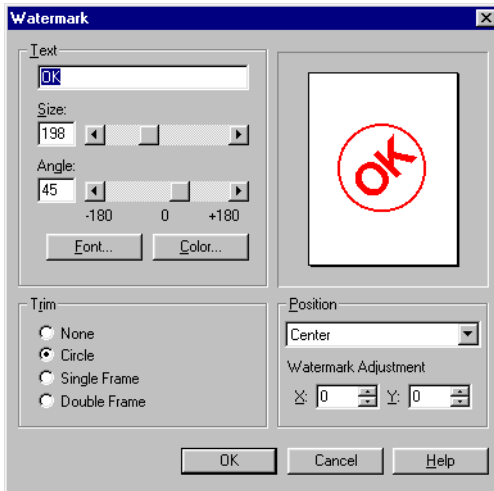 Watermark
Text
OK
Size:
198
Angle:
45
-180 0 +180
Font... Color...
OK
Trim
None
Circle
Single Frame
Double Frame
Position
Center
Watermark Adjustment
X: 0 Y: 0
OK Cancel Help